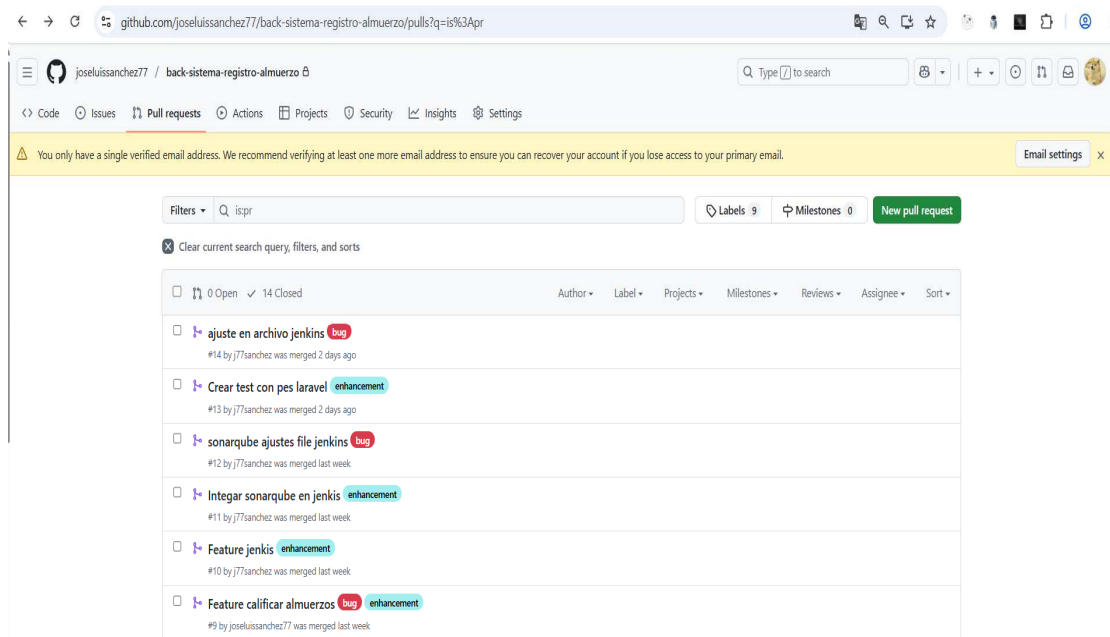 github.com/joseluissanchez77/back-sistema-registro-almuerzo/pulls?q=is%3Apr
joseluissanchez77 / back-sistema-registro-almuerzo
Type / to search
Code Issues Pull requests Actions Projects Security Insights Settings
You only have a single verified email address. We recommend verifying at least one more email address to ensure you can recover your account if you lose access to your primary email.
Email settings
Filters
is:pr
Labels 9
Milestones 0
New pull request
Clear current search query, filters, and sorts
0 Open 14 Closed
Author Label Projects Milestones Reviews Assignee Sort
ajuste en archivo jenkins bug
#14 by j77sanchez was merged 2 days ago
Crear test con pes laravel enhancement
#13 by j77sanchez was merged 2 days ago
sonarqube ajustes file jenkins bug
#12 by j77sanchez was merged last week
Integar sonarqube en jenkis enhancement
#11 by j77sanchez was merged last week
Feature jenkis enhancement
#10 by j77sanchez was merged last week
Feature calificar almuerzos bug enhancement
#9 by joseluissanchez77 was merged last week